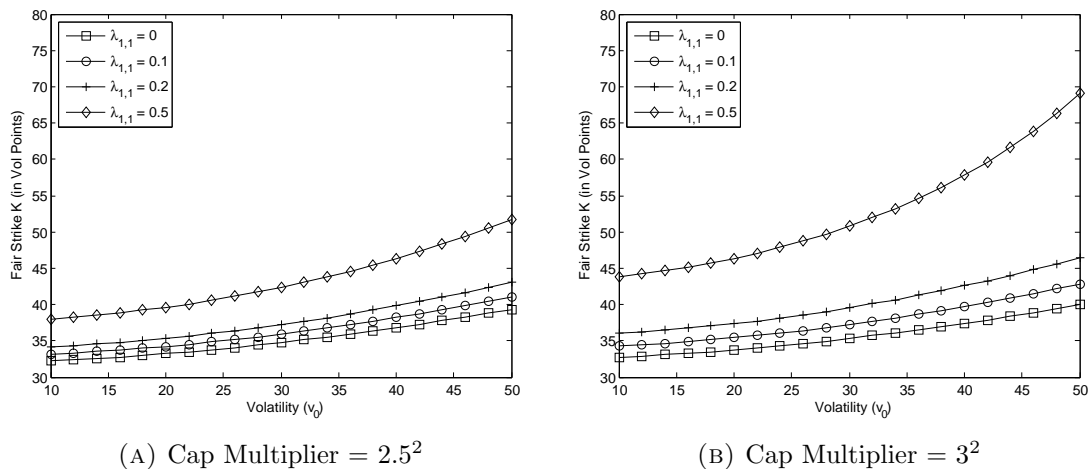 80
75
70
65
60
55
50
45
40
35
30
Fair Strike K (in Vol Points)
λ1,1 = 0
λ1,1 = 0.1
λ1,1 = 0.2
λ1,1 = 0.5
10 15 20 25 30 35 40 45 50
Volatility (v0)
(A) Cap Multiplier = 2.5²
80
75
70
65
60
55
50
45
40
35
30
Fair Strike K (in Vol Points)
λ1,1 = 0
λ1,1 = 0.1
λ1,1 = 0.2
λ1,1 = 0.5
10 15 20 25 30 35 40 45 50
Volatility (v0)
(B) Cap Multiplier = 3²